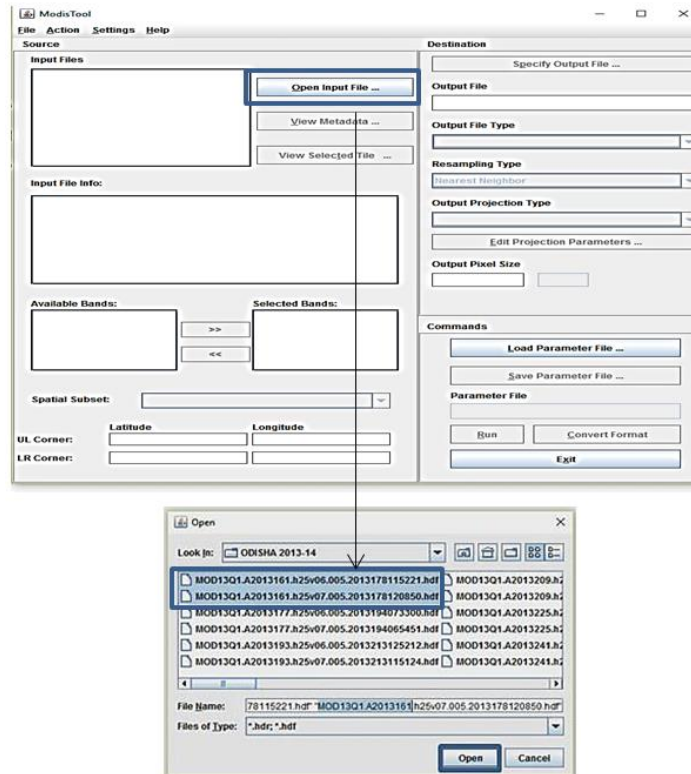 ModisTool
File Action Settings Help
Source
Input Files
Open Input File ...
View Metadata ...
View Selected Tile ...
Input File Info:
Available Bands:
Selected Bands:
>>
<<
Spatial Subset:
Latitude
Longitude
UL Corner:
LR Corner:
Destination
Specify Output File ...
Output File
Output File Type
Resampling Type
Nearest Neighbor
Output Projection Type
Edit Projection Parameters ...
Output Pixel Size
Commands
Load Parameter File ...
Save Parameter File ...
Parameter File
Run
Convert Format
Exit
Open
Look In: ODISHA 2013-14
MOD13Q1.A2013161.h25v06.005.2013178115221.hdf
MOD13Q1.A2013161.h25v07.005.2013178120850.hdf
MOD13Q1.A2013177.h25v06.005.2013194073300.hdf
MOD13Q1.A2013177.h25v07.005.2013194065451.hdf
MOD13Q1.A2013193.h25v06.005.2013213125212.hdf
MOD13Q1.A2013193.h25v07.005.2013213115124.hdf
MOD13Q1.A2013209.h2
MOD13Q1.A2013209.h2
MOD13Q1.A2013225.h2
MOD13Q1.A2013225.h2
MOD13Q1.A2013241.h2
MOD13Q1.A2013241.h2
File Name: 78115221.hdf" "MOD13Q1.A2013161.h25v07.005.2013178120850.hdf"
Files of Type: *.hdr; *.hdf
Open
Cancel